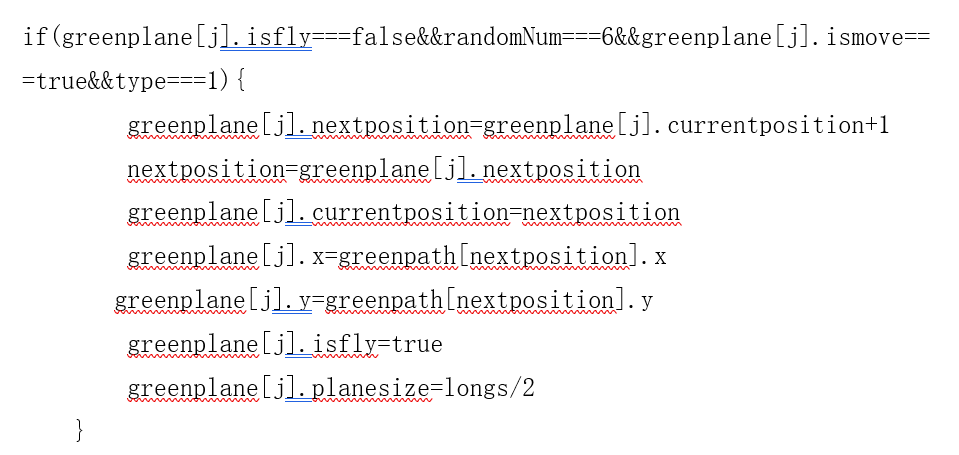 if(greenplane[j].isfly===false&&randomNum===6&&greenplane[j].ismove==
=true&&type===1){
greenplane[j].nextposition=greenplane[j].currentposition+1
nextposition=greenplane[j].nextposition
greenplane[j].currentposition=nextposition
greenplane[j].x=greenpath[nextposition].x
greenplane[j].y=greenpath[nextposition].y
greenplane[j].isfly=true
greenplane[j].planesize=longs/2
}